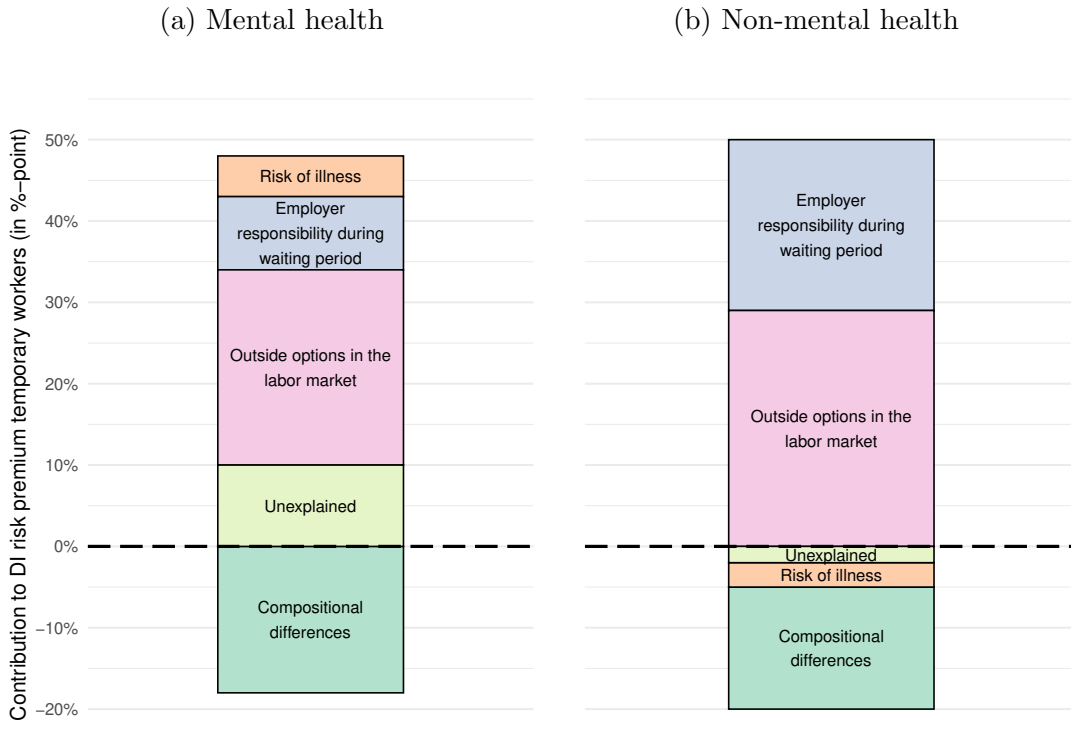 (a) Mental health
(b) Non-mental health
Contribution to DI risk premium temporary workers (in %−point)
50%
40%
30%
20%
10%
0%
−10%
−20%
Risk of illness
Employer
responsibility during
waiting period
Outside options in the
labor market
Unexplained
Compositional
differences
Employer
responsibility during
waiting period
Outside options in the
labor market
Unexplained
Risk of illness
Compositional
differences